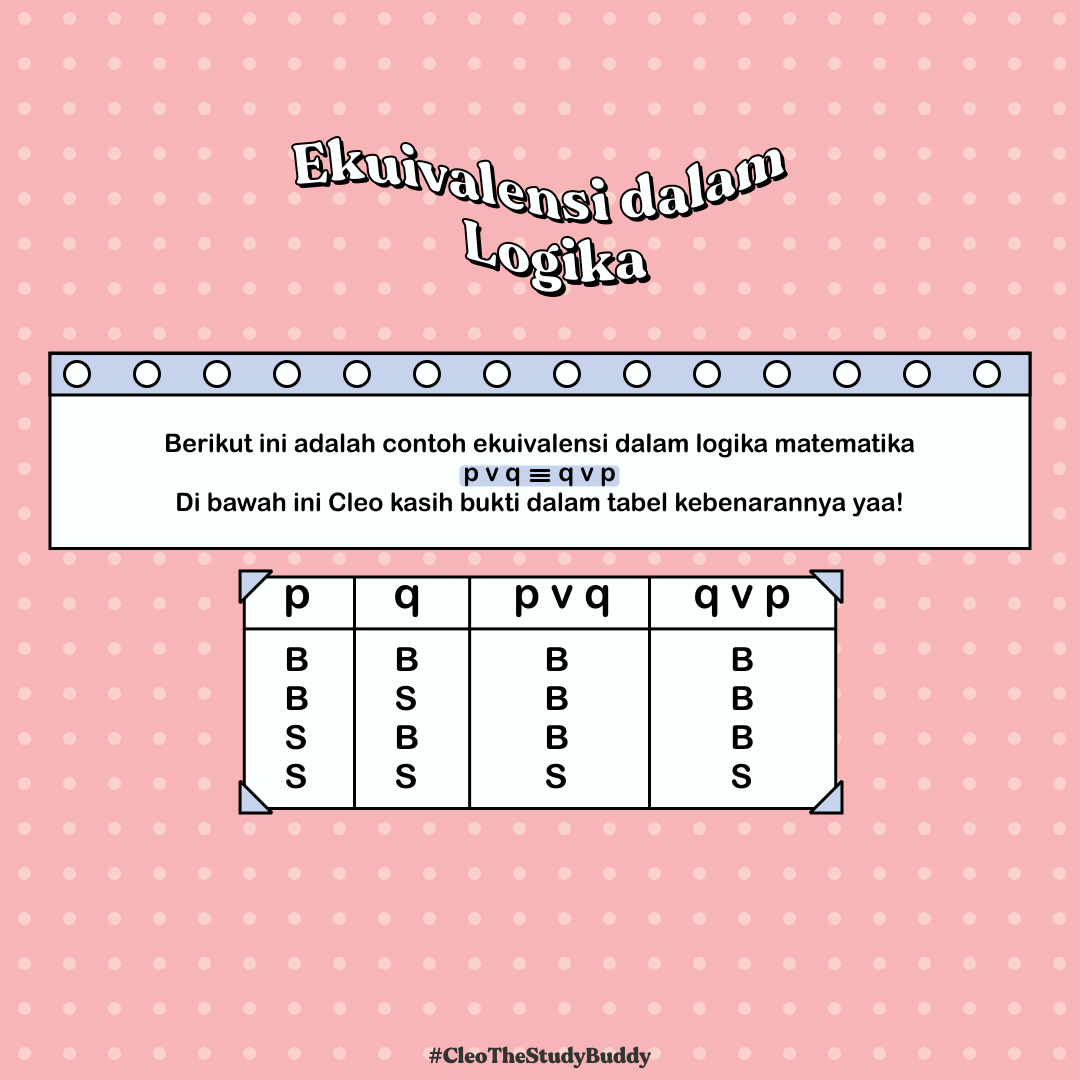 Ekuivalensi dalam
Logika
Berikut ini adalah contoh ekuivalensi dalam logika matematika
p v q ≡ q v p
Di bawah ini Cleo kasih bukti dalam tabel kebenarannya yaa!
p q p v q q v p
B B B B
B S B B
S B B B
S S S S
#CleoTheStudyBuddy